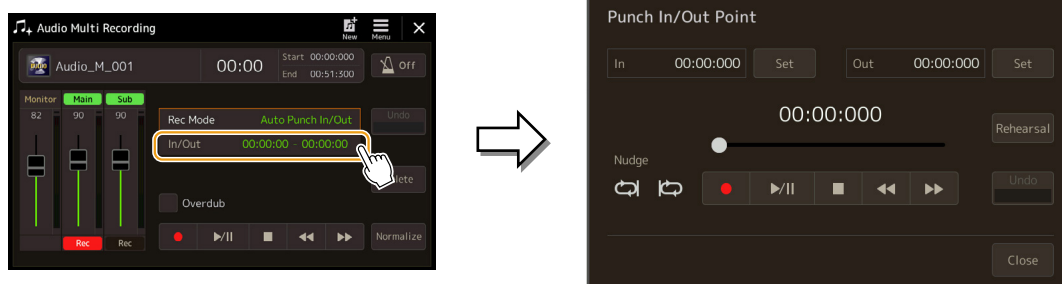 Audio Multi Recording
New
Menu
AUDIO
Audio_M_001
00:00
Start 00:00:000
End 00:51:300
Off
Monitor Main Sub
82 90 90
Rec Mode Auto Punch In/Out
Undo
In/Out 00:00:00 - 00:00:00
Overdub
Rec Rec
Normalize
Punch In/Out Point
In 00:00:000 Set
Out 00:00:000 Set
00:00:000
Rehearsal
Nudge
Undo
Close